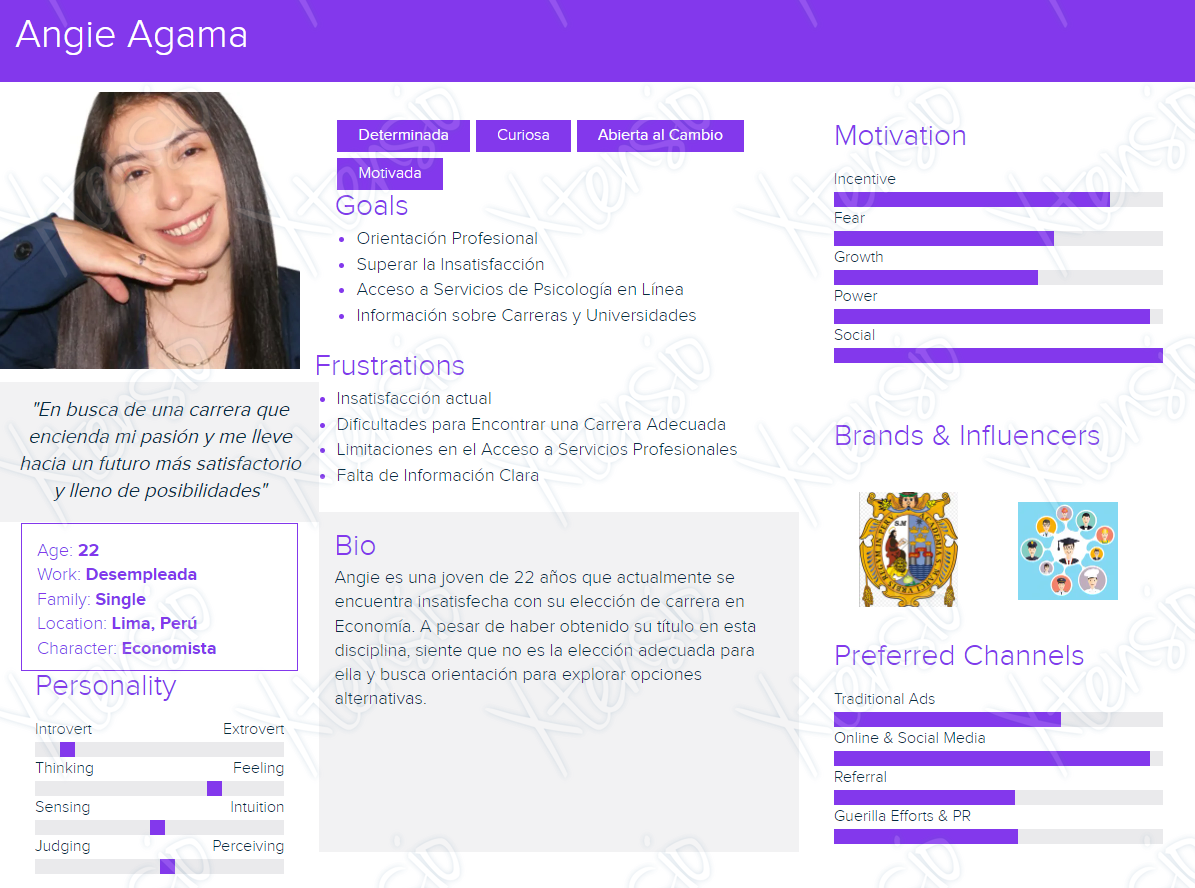 Angie Agama
"En busca de una carrera que
encienda mi pasión y me lleve
hacia un futuro más satisfactorio
y lleno de posibilidades"
Age: 22
Work: Desempleada
Family: Single
Location: Lima, Perú
Character: Economista
Personality
Introvert Extrovert
Thinking Feeling
Sensing Intuition
Judging Perceiving
Determinada Curiosa Abierta al Cambio
Motivada
Goals
Orientación Profesional
Superar la Insatisfacción
Acceso a Servicios de Psicología en Línea
Información sobre Carreras y Universidades
Frustrations
Insatisfacción actual
Dificultades para Encontrar una Carrera Adecuada
Limitaciones en el Acceso a Servicios Profesionales
Falta de Información Clara
Bio
Angie es una joven de 22 años que actualmente se
encuentra insatisfecha con su elección de carrera en
Economía. A pesar de haber obtenido su título en esta
disciplina, siente que no es la elección adecuada para
ella y busca orientación para explorar opciones
alternativas.
Motivation
Incentive
Fear
Growth
Power
Social
Brands & Influencers
Preferred Channels
Traditional Ads
Online & Social Media
Referral
Guerilla Efforts & PR
Xtensio